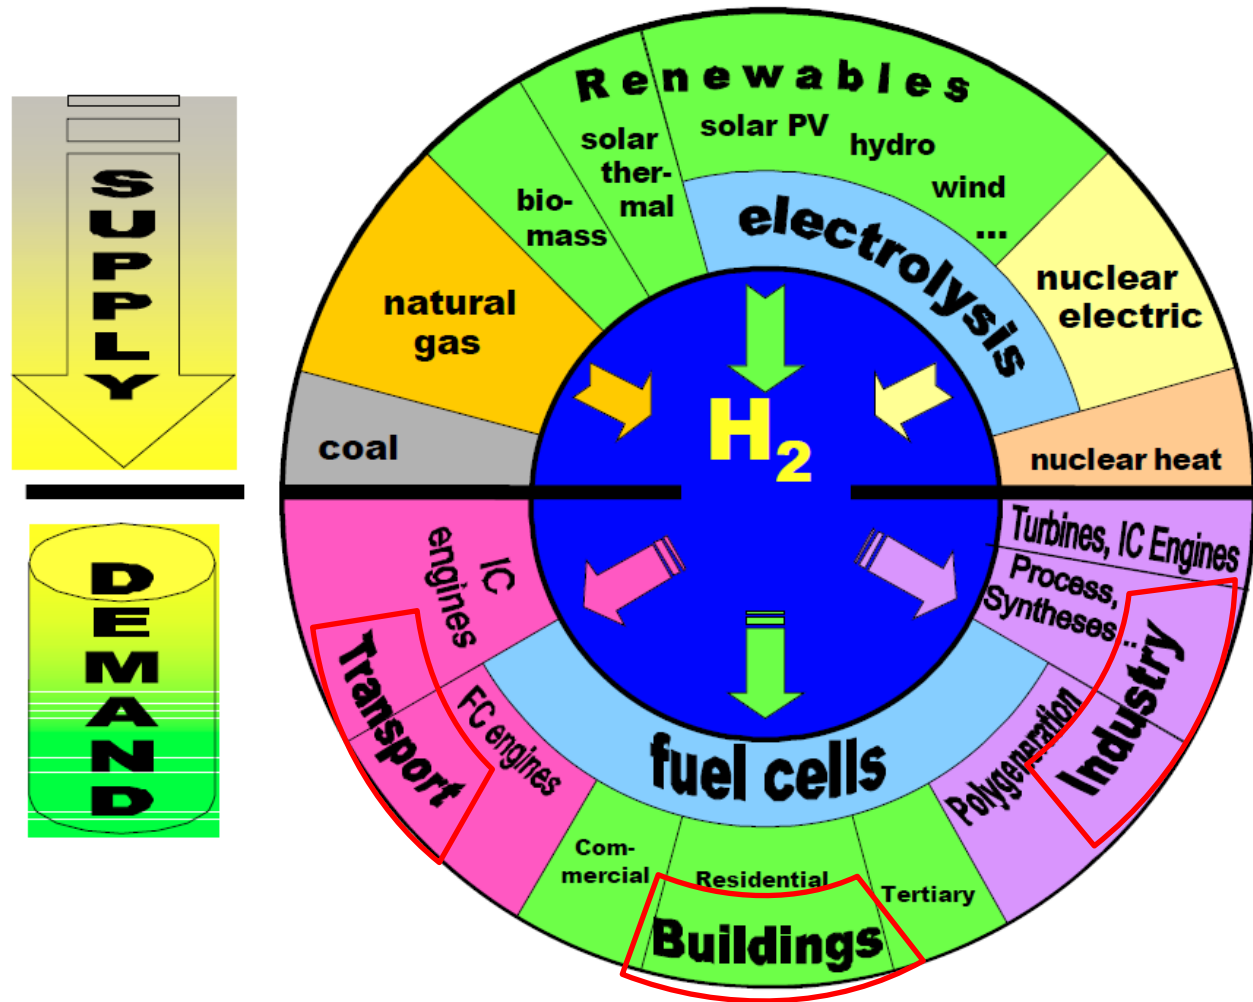 SUPPLY
Renewables
solar PV
hydro
wind
...
solar
ther-
mal
bio-
mass
electrolysis
natural
gas
nuclear
electric
coal
nuclear heat
H2
DEMAND
IC
engines
Transport
FC engines
fuel cells
Com-
mercial
Residential
Tertiary
Buildings
Turbines, IC Engines
Process,
Syntheses ..
Polygeneration
Industry